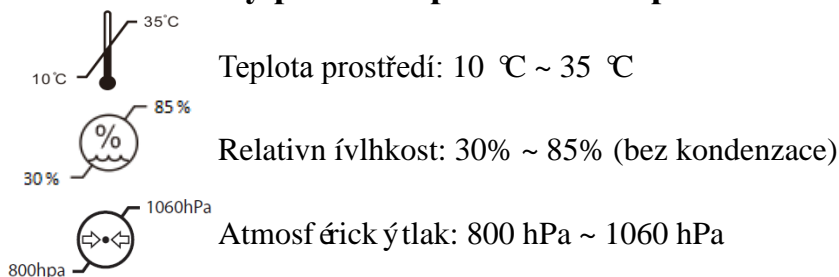 35℃
10℃
Teplota prostředí: 10 ℃ ~ 35 ℃
85%
%
30%
Relativn ívlhkost: 30% ~ 85% (bez kondenzace)
1060hPa
800hpa
Atmosf érick ý tlak: 800 hPa ~ 1060 hPa